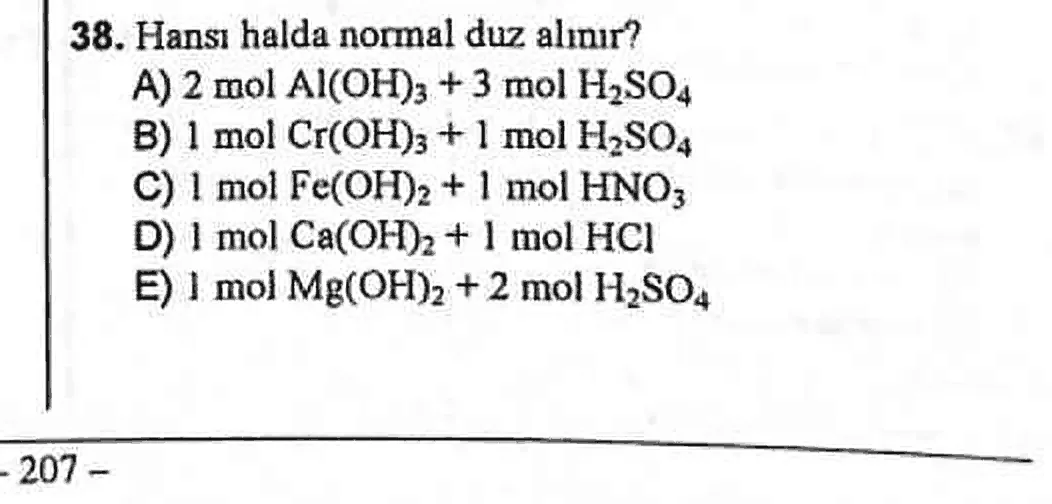 38. Hansı halda normal duz alınır?
A) 2 mol Al(OH)₃ + 3 mol H₂SO₄
B) 1 mol Cr(OH)₃ + 1 mol H₂SO₄
C) 1 mol Fe(OH)₂ + 1 mol HNO₃
D) 1 mol Ca(OH)₂ + 1 mol HCl
E) 1 mol Mg(OH)₂ + 2 mol H₂SO₄
- 207 –